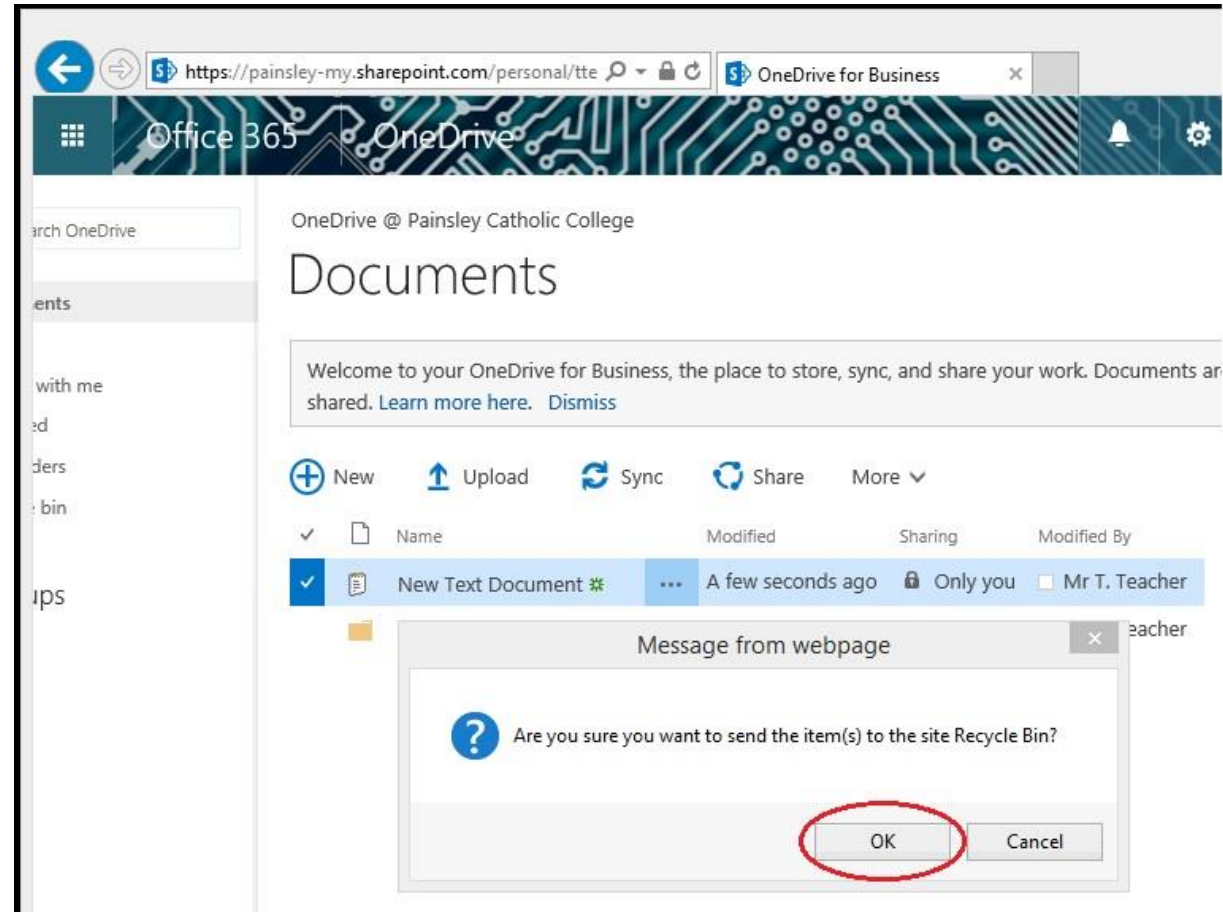 https://painsley-my.sharepoint.com/personal/tte
OneDrive for Business
Office 365 OneDrive
arch OneDrive
ents
with me
ed
ders
bin
ups
OneDrive @ Painsley Catholic College
Documents
Welcome to your OneDrive for Business, the place to store, sync, and share your work. Documents ar
shared. Learn more here. Dismiss
New Upload Sync Share More
Name Modified Sharing Modified By
New Text Document ... A few seconds ago Only you Mr T. Teacher
eacher
Message from webpage
Are you sure you want to send the item(s) to the site Recycle Bin?
OK Cancel